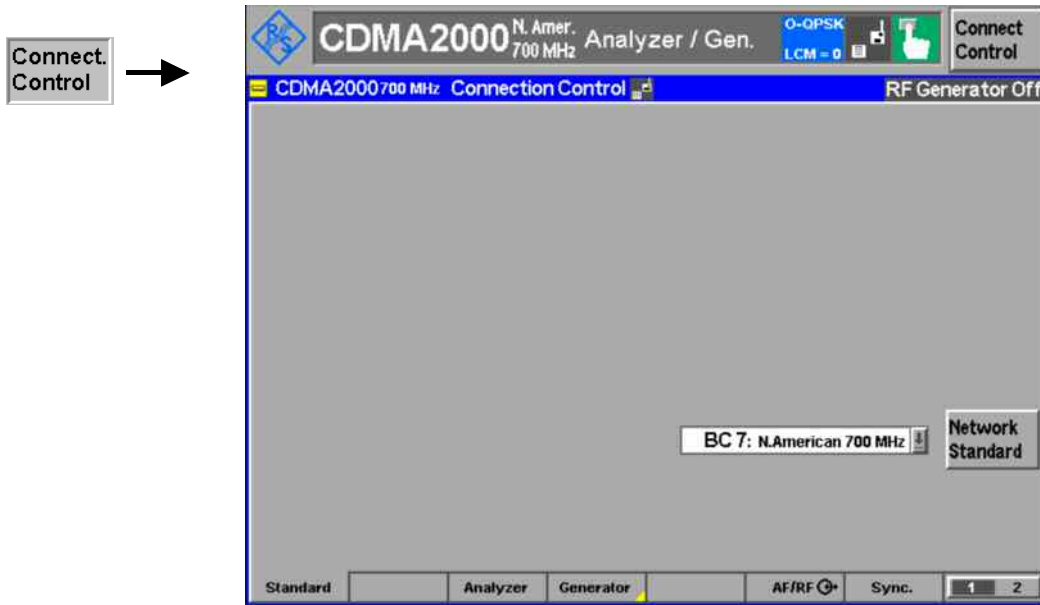 Connect.
Control
R&S
CDMA2000 N. Amer. 700 MHz Analyzer / Gen.
O-QPSK
LCM = 0
Connect
Control
CDMA2000 700 MHz Connection Control
RF Generator Off
BC 7: N.American 700 MHz
Network
Standard
Standard Analyzer Generator AF/RF Sync. 1 2